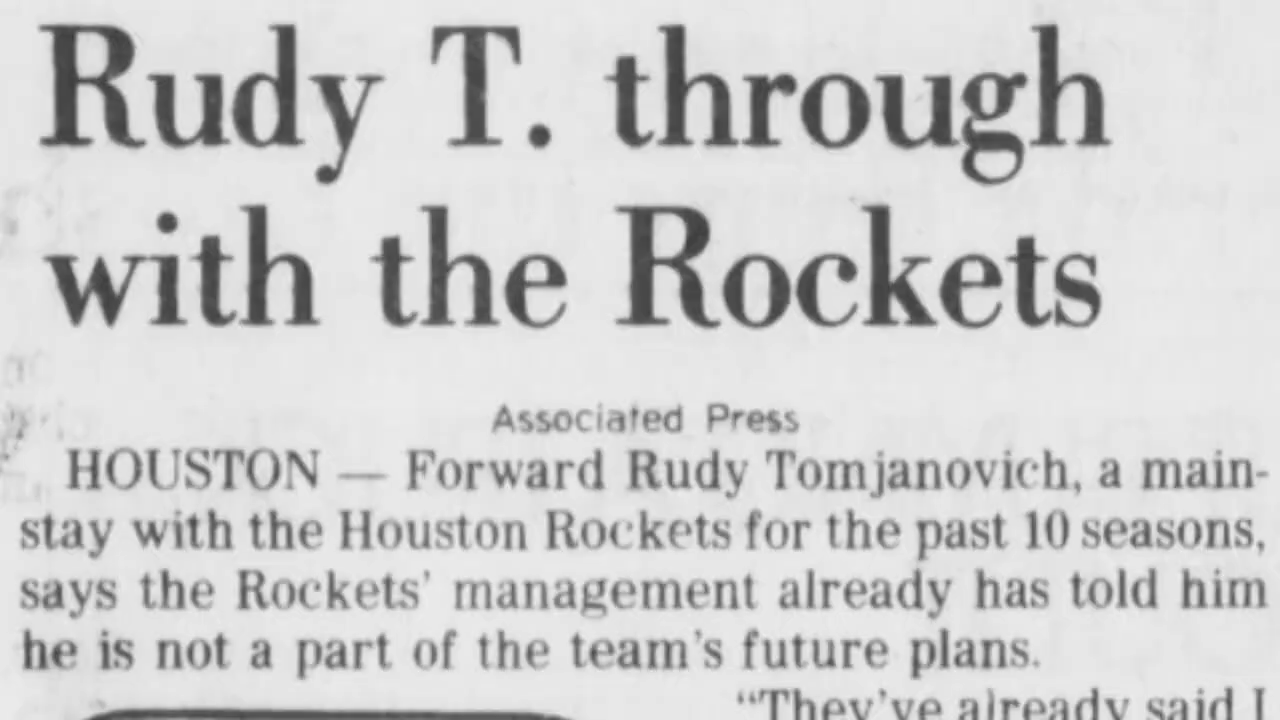 Rudy T. through
with the Rockets
Associated Press
HOUSTON — Forward Rudy Tomjanovich, a main-
stay with the Houston Rockets for the past 10 seasons,
says the Rockets' management already has told him
he is not a part of the team's future plans.
“They've already said I